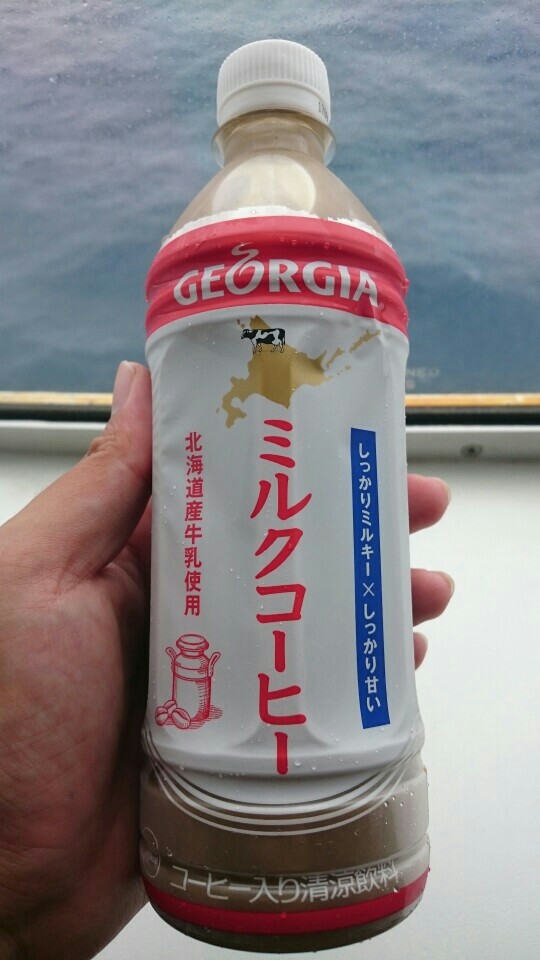 GEORGIA
ミルクコーヒー
しっかりミルキー×しっかり甘い
北海道産牛乳使用
コーヒー入り清涼飲料